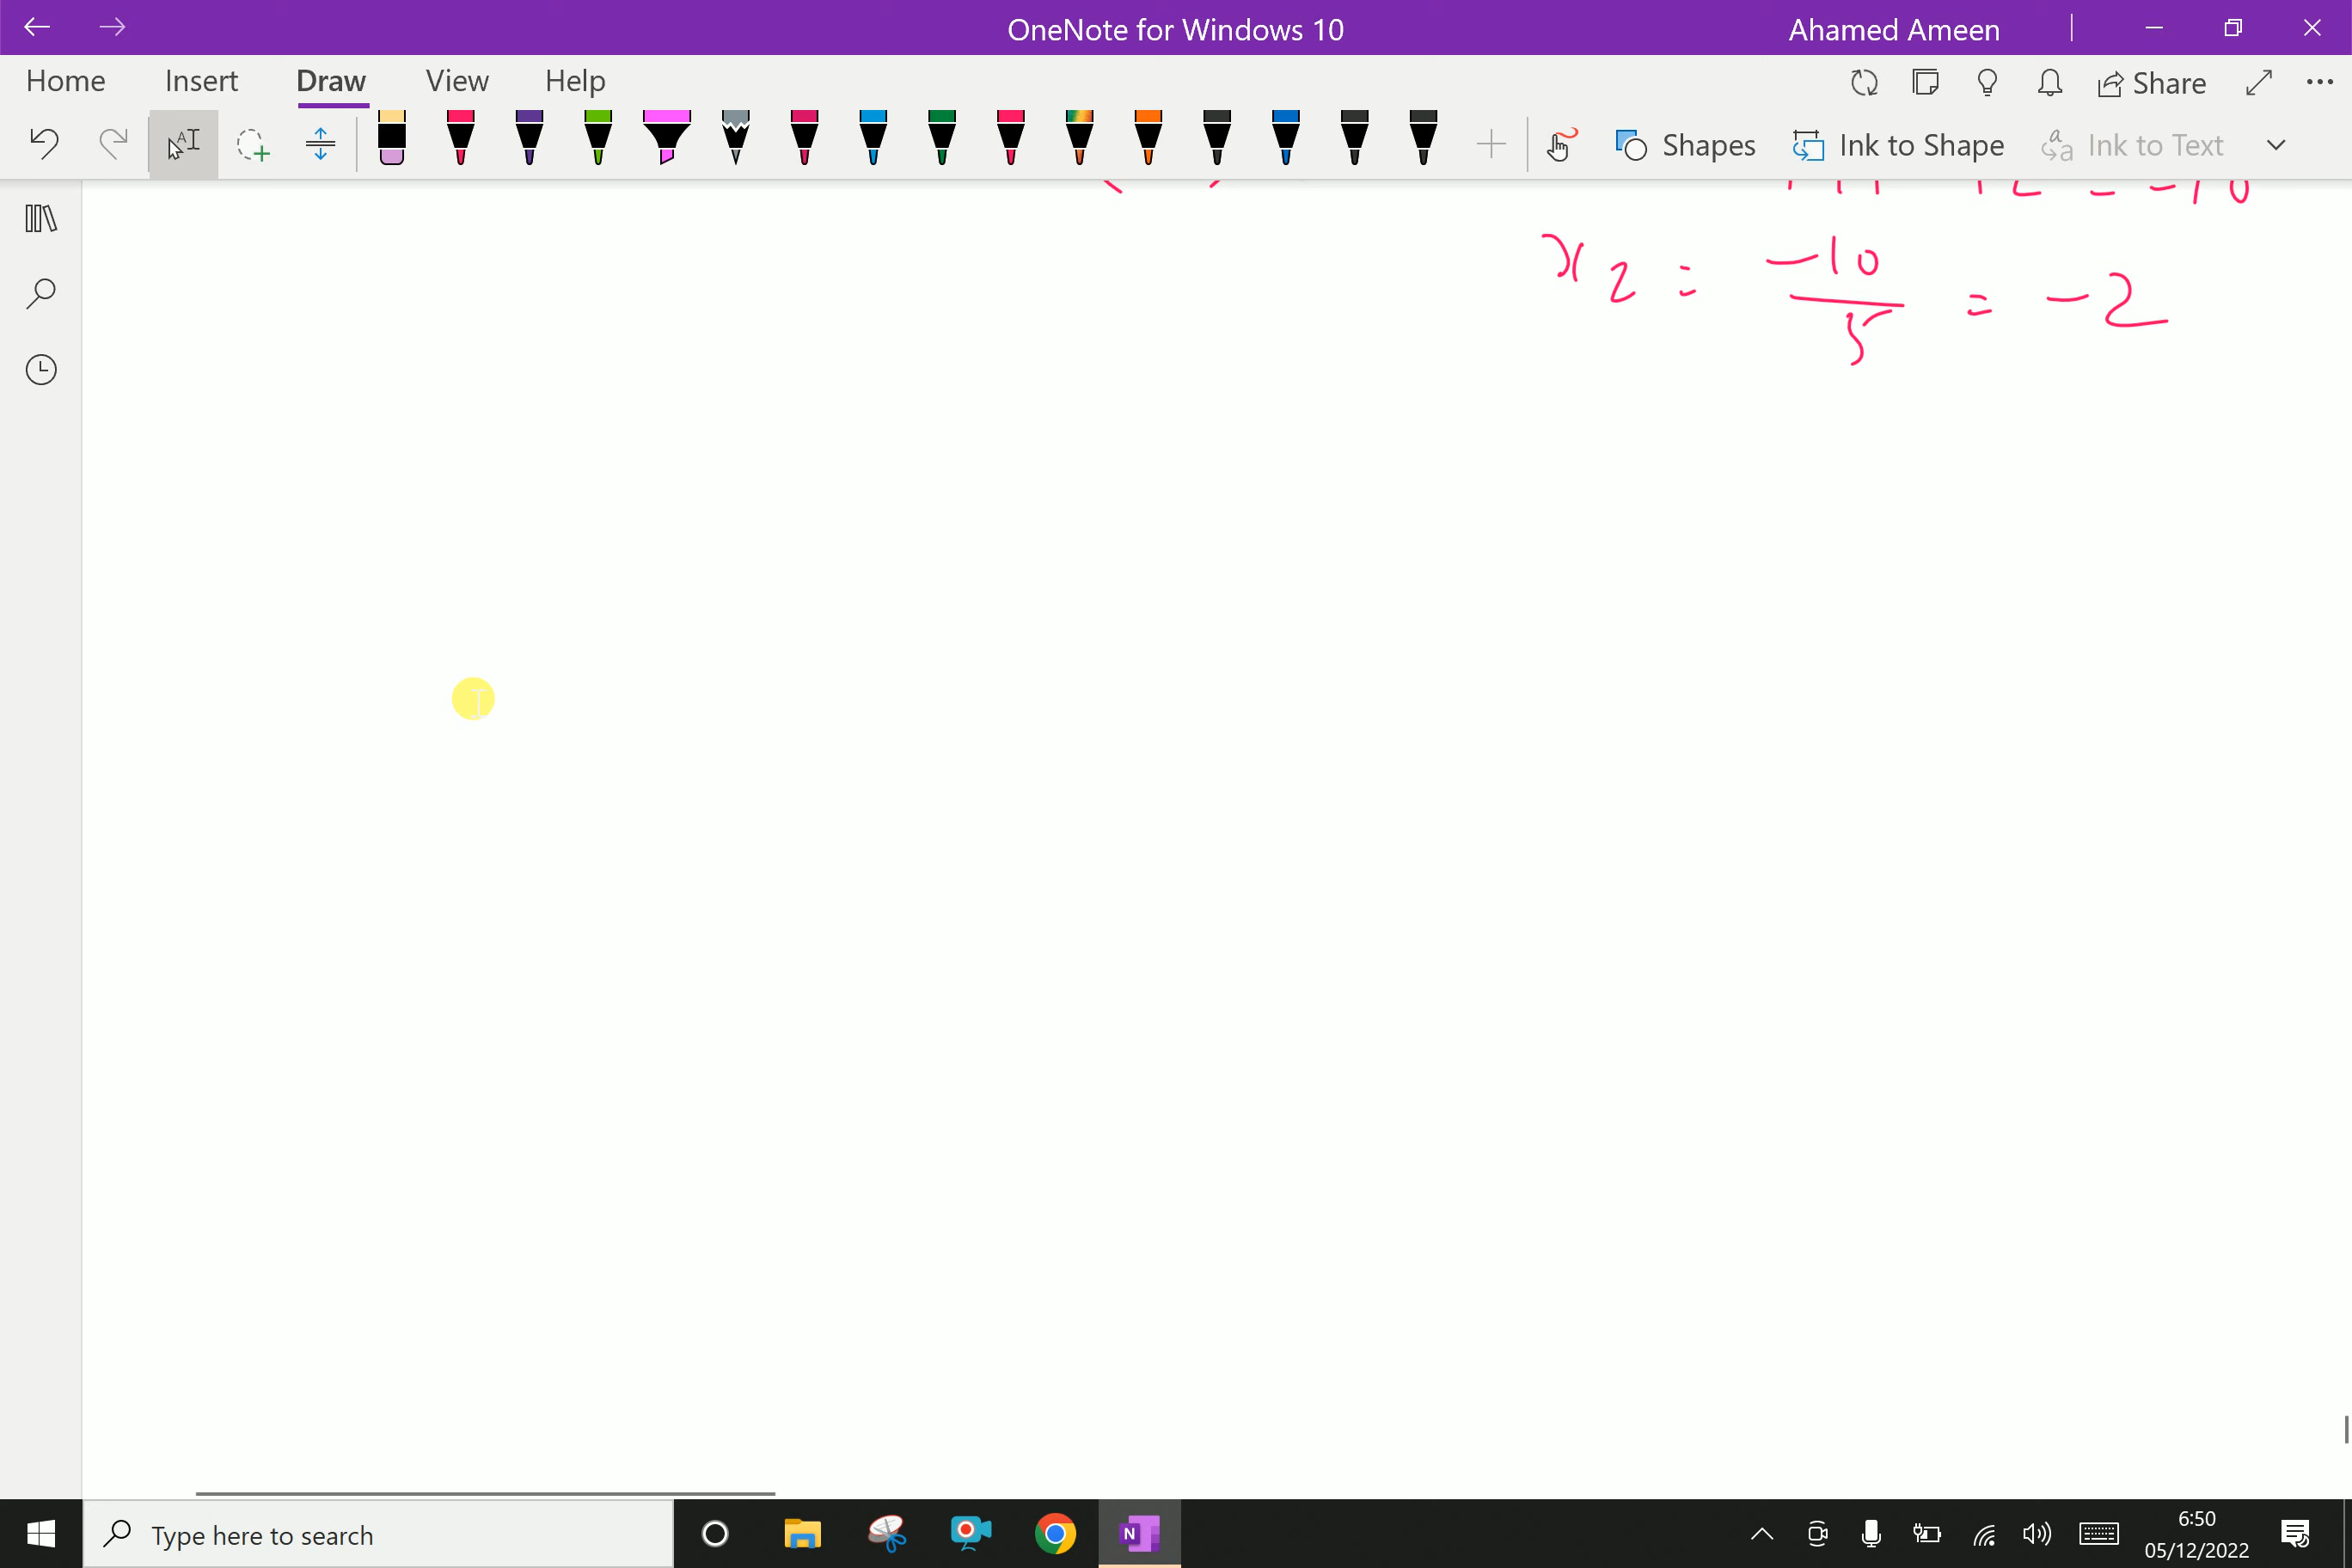 OneNote for Windows 10
Ahamed Ameen
Home Insert Draw View Help
Share
Shapes Ink to Shape Ink to Text
= -10
x2 = -10/5 = -2
Type here to search
6:50
05/12/2022